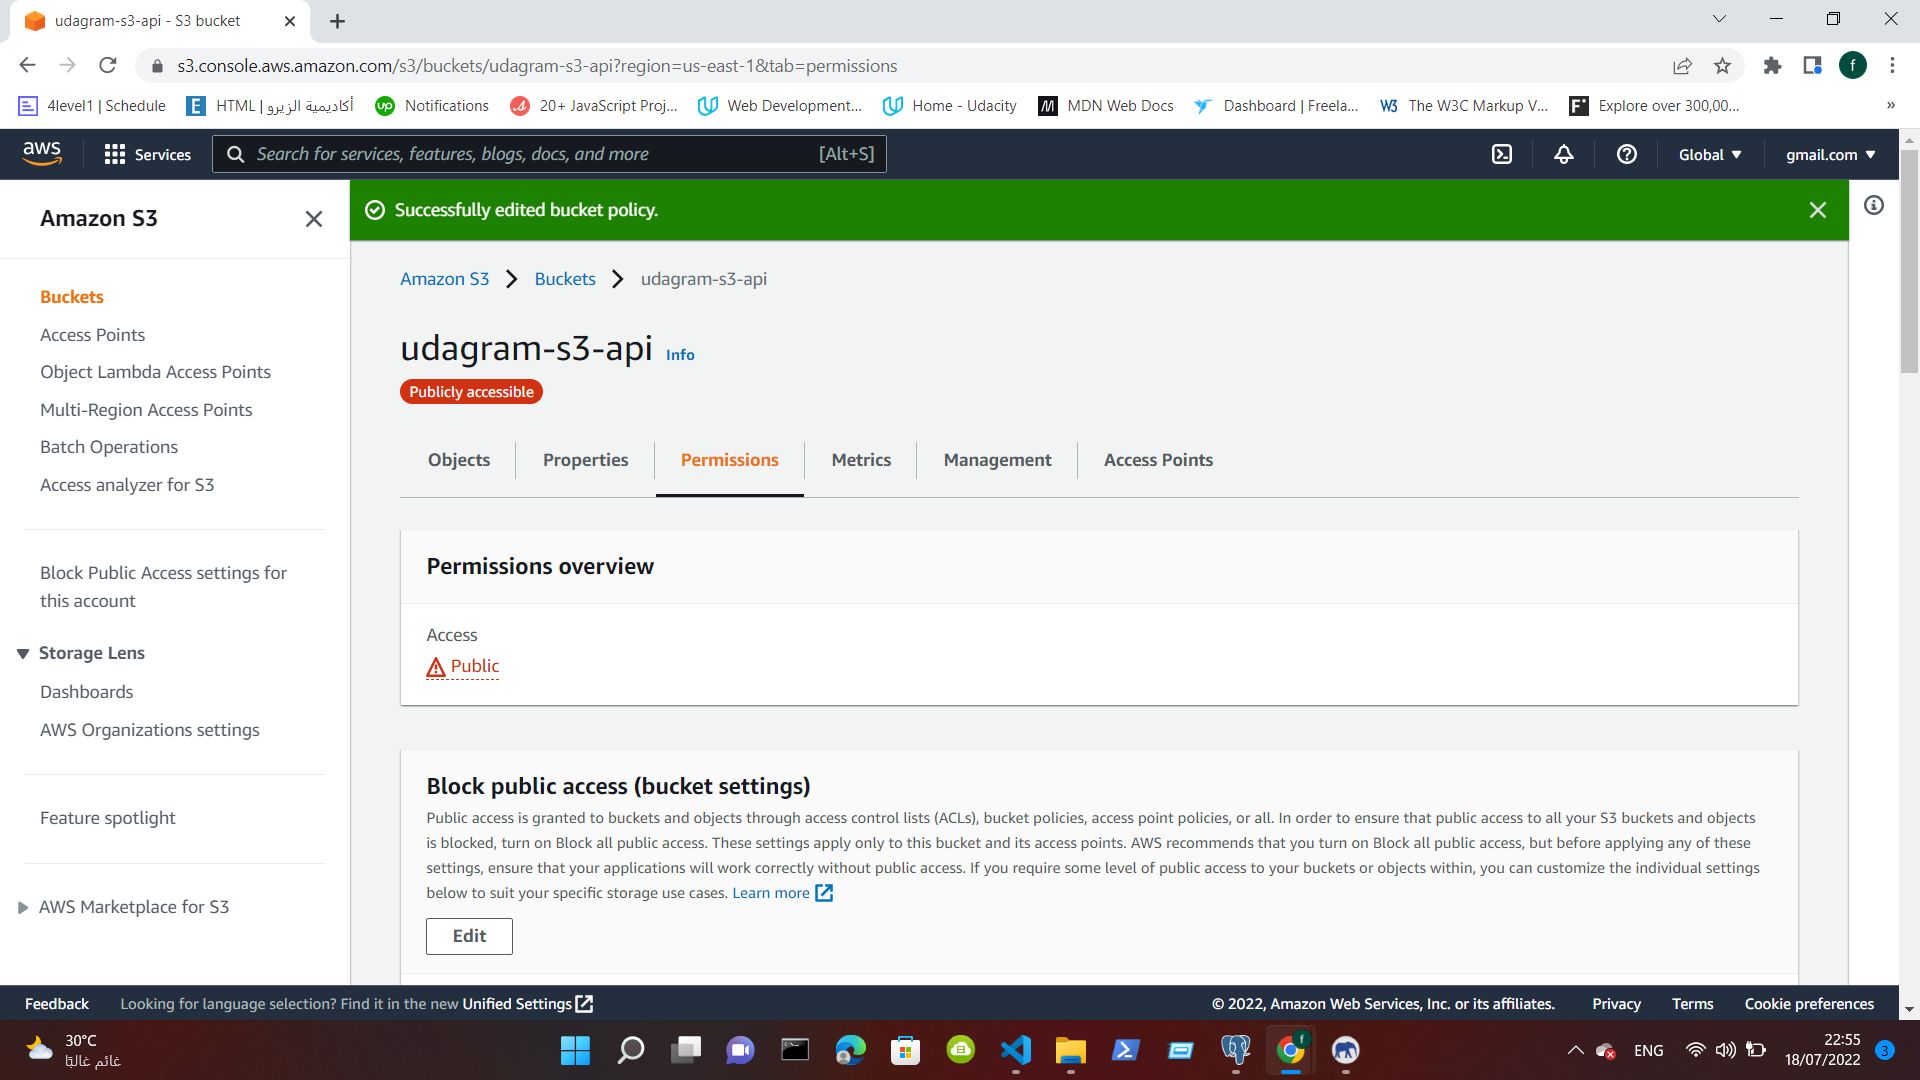 udagram-s3-api - S3 bucket
s3.console.aws.amazon.com/s3/buckets/udagram-s3-api?region=us-east-1&tab=permissions
f
4level1 | Schedule
HTML | أكاديمية الزيرو
Notifications
20+ JavaScript Proj...
Web Development...
Home - Udacity
MDN Web Docs
Dashboard | Freela...
The W3C Markup V...
Explore over 300,00...
»
aws
Services
Search for services, features, blogs, docs, and more
[Alt+S]
Global
gmail.com
Amazon S3
Buckets
Access Points
Object Lambda Access Points
Multi-Region Access Points
Batch Operations
Access analyzer for S3
Block Public Access settings for
this account
Storage Lens
Dashboards
AWS Organizations settings
Feature spotlight
AWS Marketplace for S3
Successfully edited bucket policy.
Amazon S3 > Buckets > udagram-s3-api
udagram-s3-api Info
Publicly accessible
Objects
Properties
Permissions
Metrics
Management
Access Points
Permissions overview
Access
Public
Block public access (bucket settings)
Public access is granted to buckets and objects through access control lists (ACLs), bucket policies, access point policies, or all. In order to ensure that public access to all your S3 buckets and objects
is blocked, turn on Block all public access. These settings apply only to this bucket and its access points. AWS recommends that you turn on Block all public access, but before applying any of these
settings, ensure that your applications will work correctly without public access. If you require some level of public access to your buckets or objects within, you can customize the individual settings
below to suit your specific storage use cases. Learn more
Edit
Feedback
Looking for language selection? Find it in the new Unified Settings
© 2022, Amazon Web Services, Inc. or its affiliates.
Privacy
Terms
Cookie preferences
30°C
غائم غالبًا
ENG
22:55
18/07/2022
3